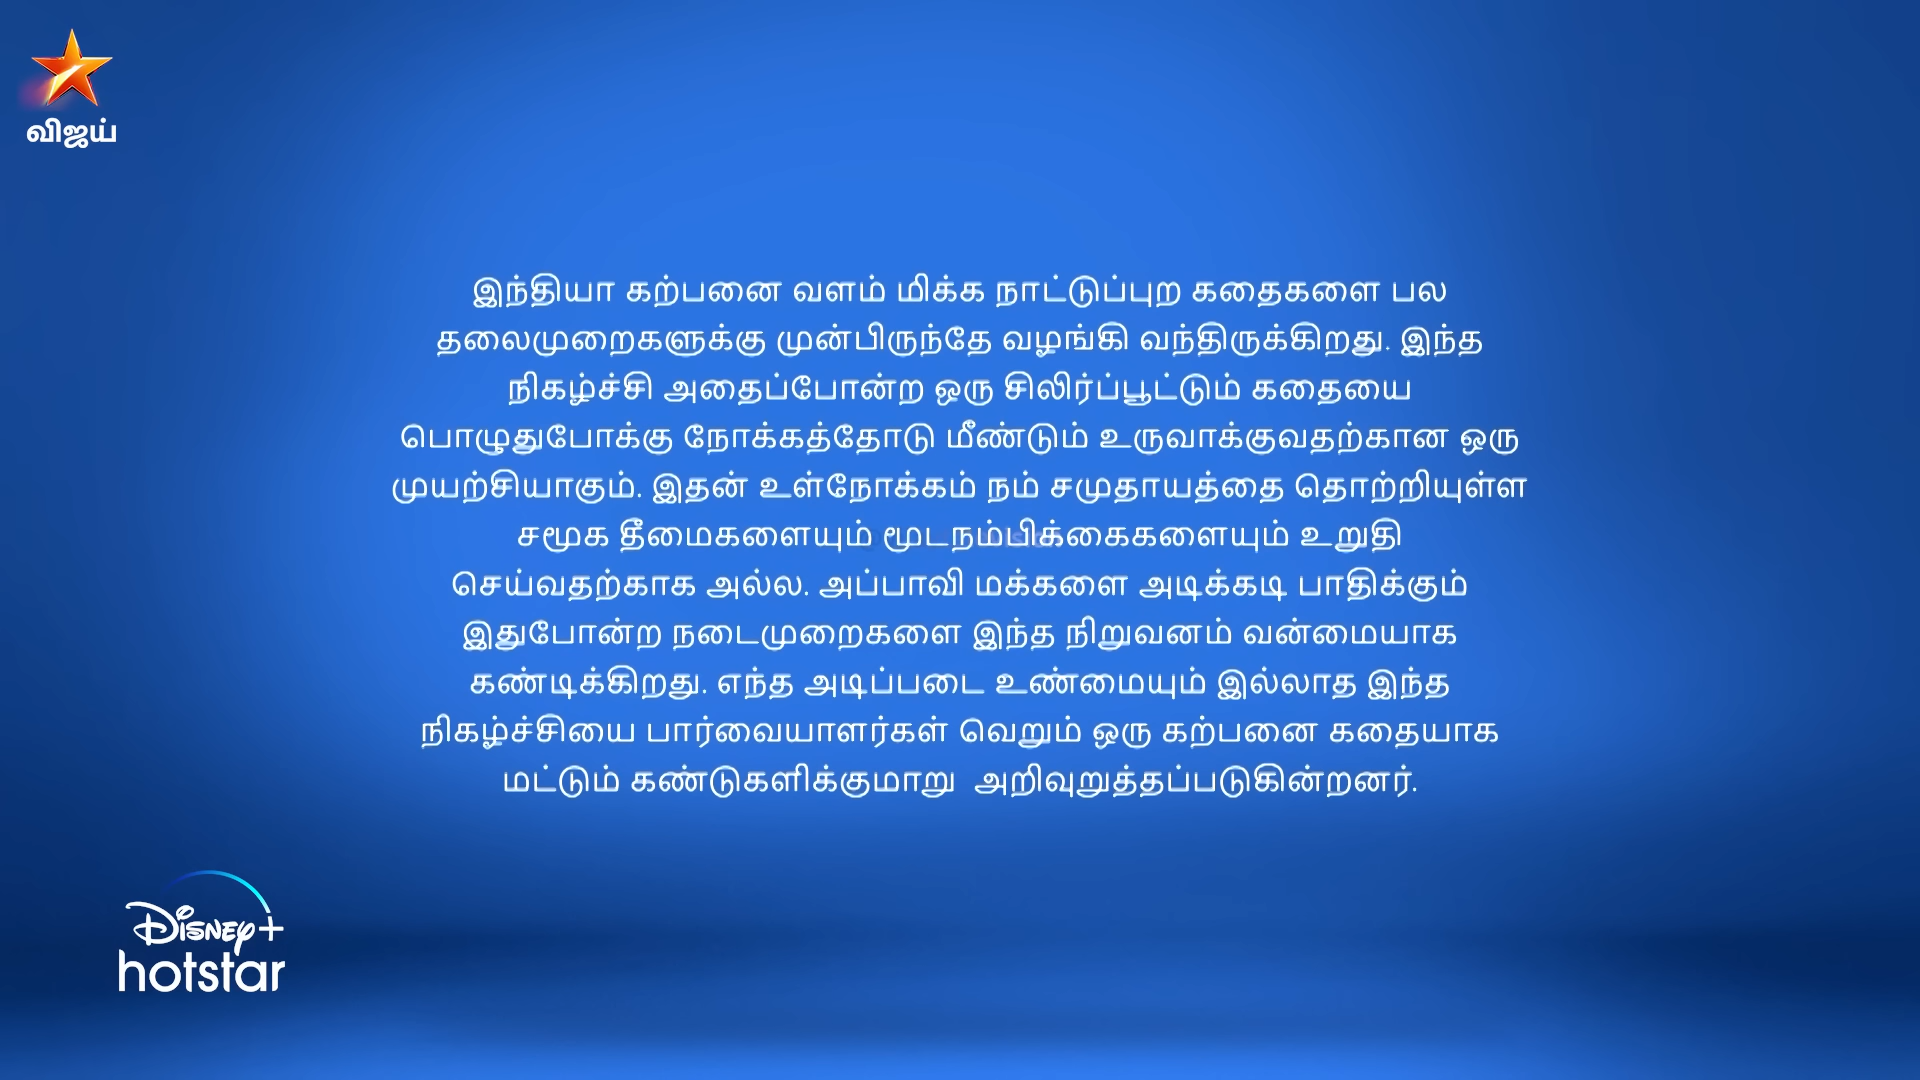 விஜய்
இந்தியா கற்பனை வளம் மிக்க நாட்டுப்புற கதைகளை பல
தலைமுறைகளுக்கு முன்பிருந்தே வழங்கி வந்திருக்கிறது. இந்த
நிகழ்ச்சி அதைப்போன்ற ஒரு சிலிர்ப்பூட்டும் கதையை
பொழுதுபோக்கு நோக்கத்தோடு மீண்டும் உருவாக்குவதற்கான ஒரு
முயற்சியாகும். இதன் உள்நோக்கம் நம் சமுதாயத்தை தொற்றியுள்ள
சமூக தீமைகளையும் மூடநம்பிக்கைகளையும் உறுதி
செய்வதற்காக அல்ல. அப்பாவி மக்களை அடிக்கடி பாதிக்கும்
இதுபோன்ற நடைமுறைகளை இந்த நிறுவனம் வன்மையாக
கண்டிக்கிறது. எந்த அடிப்படை உண்மையும் இல்லாத இந்த
நிகழ்ச்சியை பார்வையாளர்கள் வெறும் ஒரு கற்பனை கதையாக
மட்டும் கண்டுகளிக்குமாறு அறிவுறுத்தப்படுகின்றனர்.
Disney+
hotstar